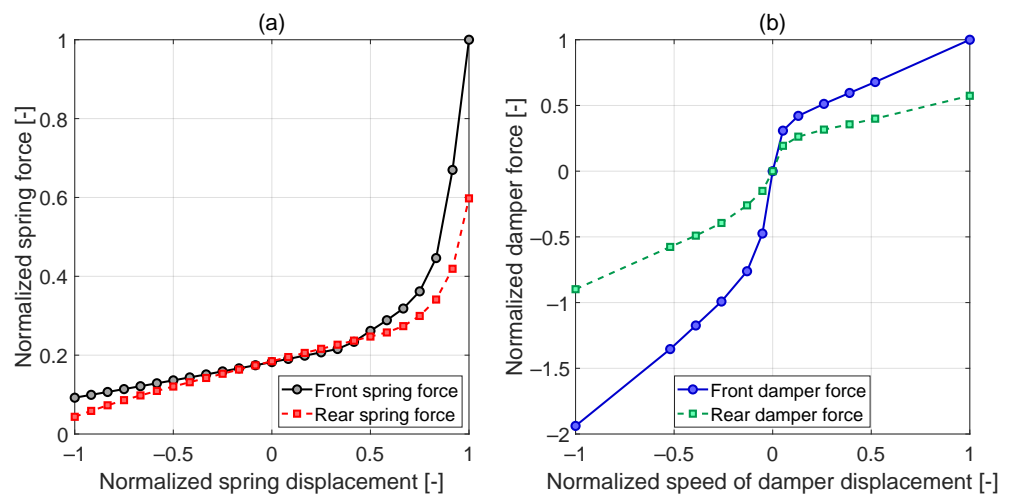 (a)
Normalized spring force [-]
1
0.8
0.6
0.4
0.2
0
−1
−0.5
0
0.5
1
Front spring force
Rear spring force
Normalized spring displacement [-]
(b)
Normalized damper force [-]
1
0.5
0
−0.5
−1
−1.5
−2
−1
−0.5
0
0.5
1
Front damper force
Rear damper force
Normalized speed of damper displacement [-]